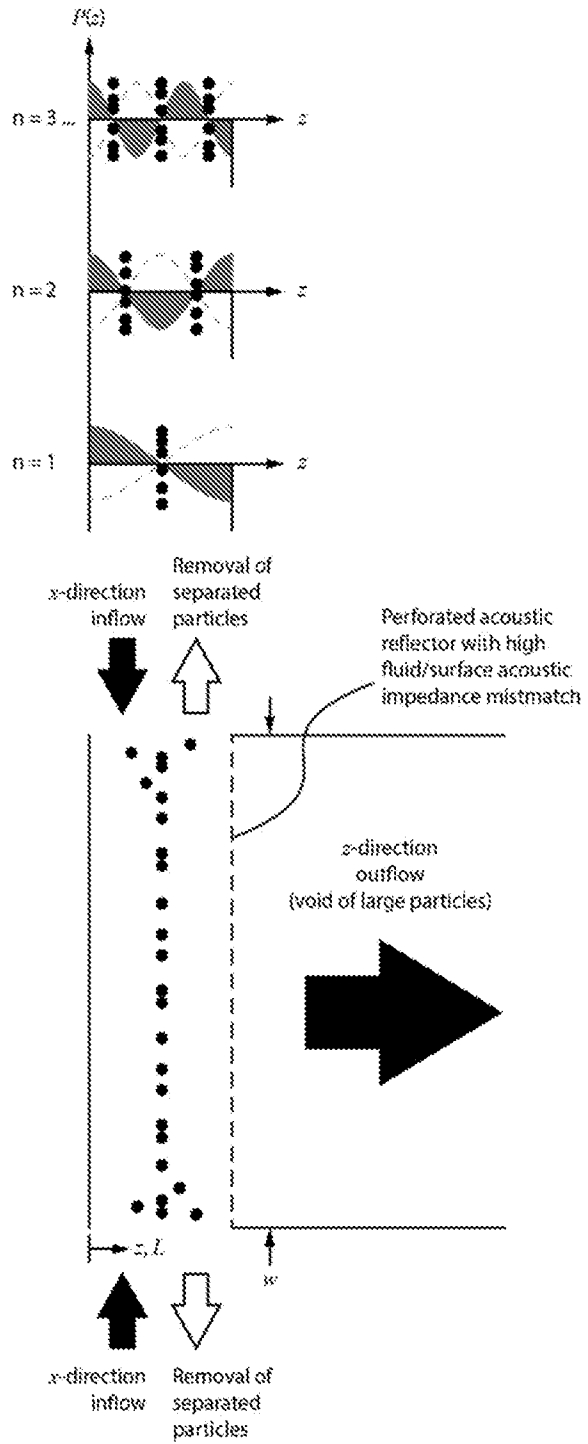 P(z)
n = 3 ...
z
n = 2
z
n = 1
z
x-direction
inflow
Removal of
separated
particles
Perforated acoustic
reflector with high
fluid/surface acoustic
impedance mistmatch
z-direction
outflow
(void of large particles)
z, L
w
x-direction
inflow
Removal of
separated
particles